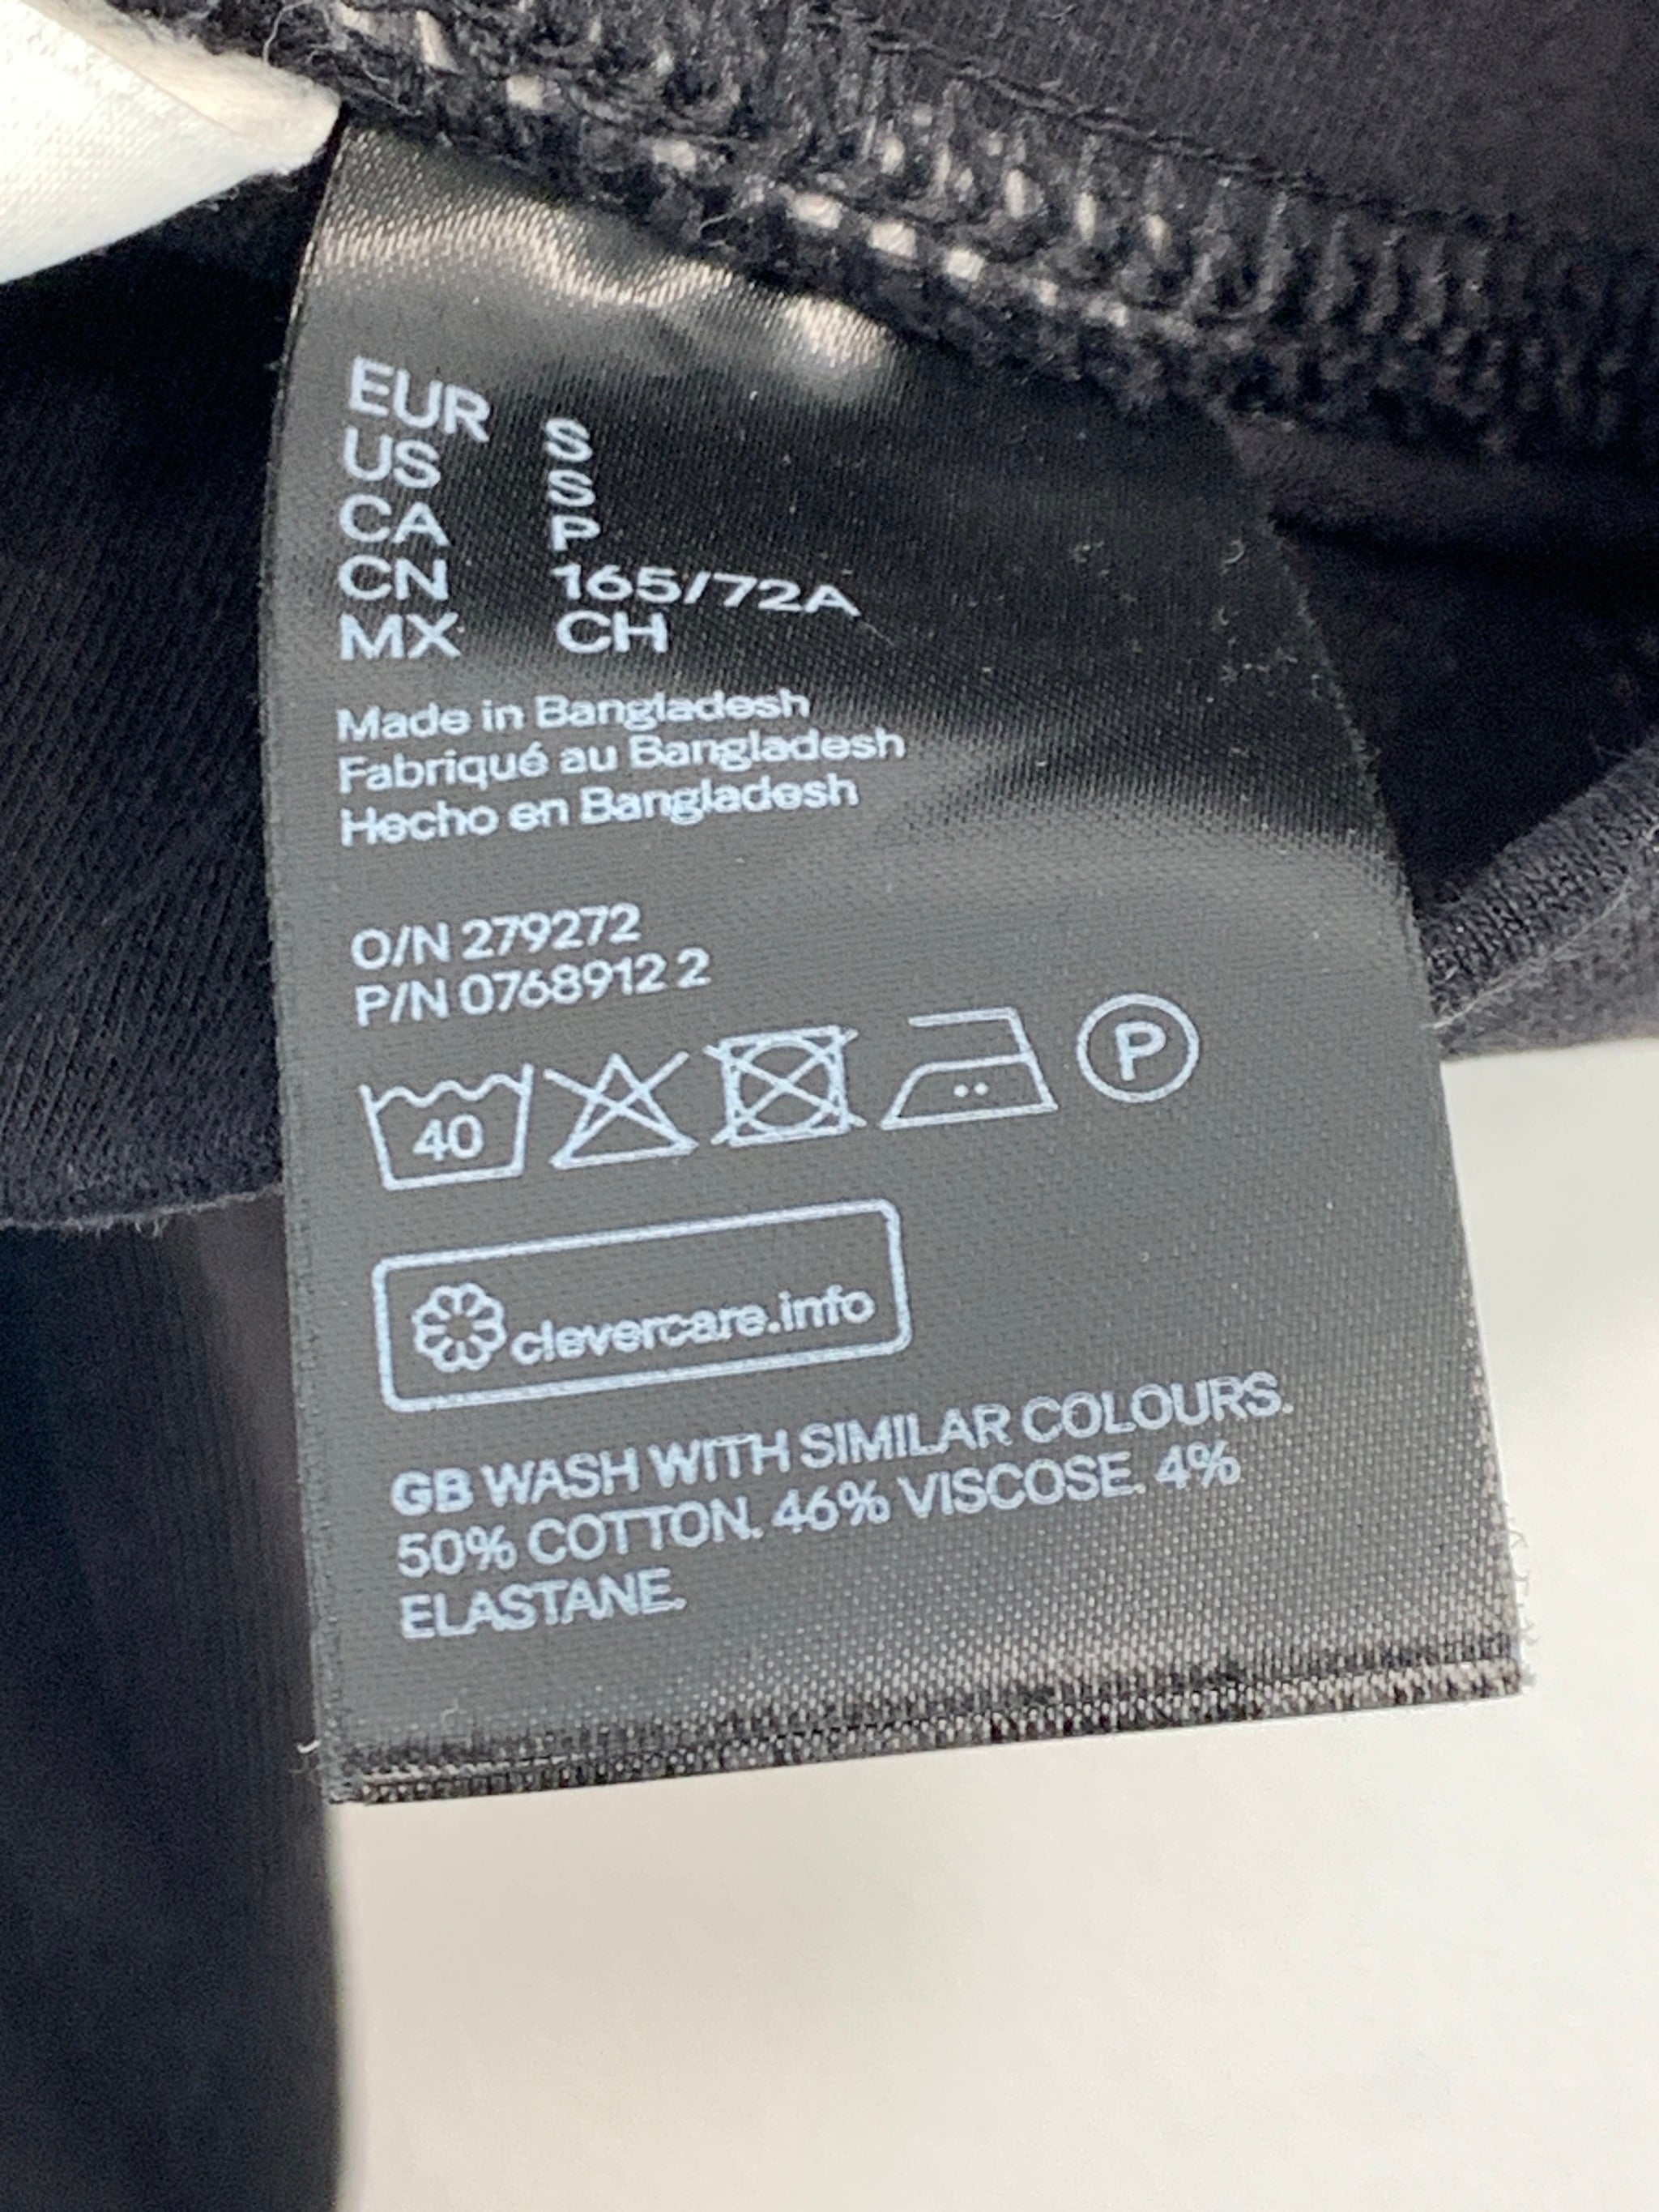 EUR S
US S
CA P
CN 165/72A
MX CH
Made in Bangladesh
Fabriqué au Bangladesh
Hecho en Bangladesh
O/N 279272
P/N 0768912 2
40
P
clevercare.info
GB WASH WITH SIMILAR COLOURS.
50% COTTON. 46% VISCOSE. 4%
ELASTANE.